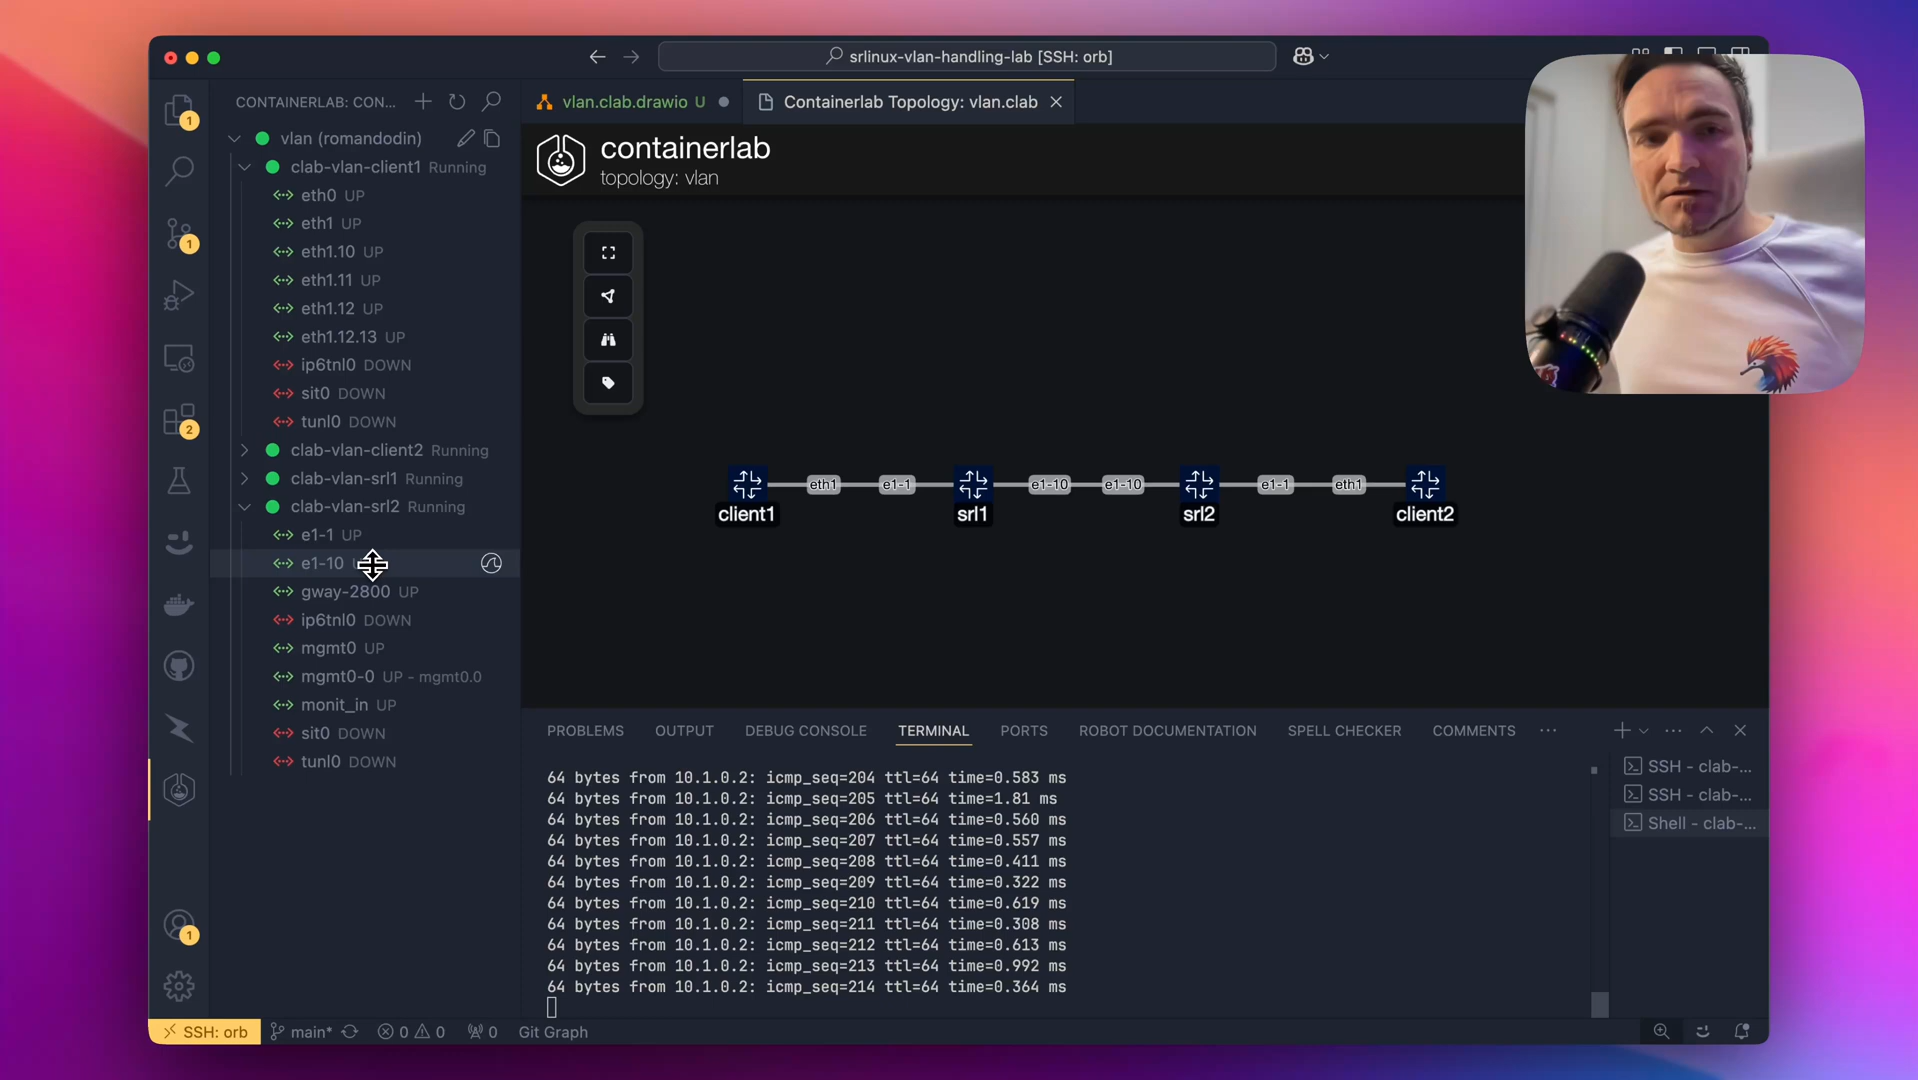 srlinux-vlan-handling-lab [SSH: orb]
CONTAINERLAB: CON...
vlan.clab.drawio U
Containerlab Topology: vlan.clab
1
vlan (romandodin)
clab-vlan-client1 Running
eth0 UP
eth1 UP
1
eth1.10 UP
eth1.11 UP
eth1.12 UP
eth1.12.13 UP
ip6tnl0 DOWN
sit0 DOWN
tunl0 DOWN
2
clab-vlan-client2 Running
clab-vlan-srl1 Running
clab-vlan-srl2 Running
e1-1 UP
e1-10
gway-2800 UP
ip6tnl0 DOWN
mgmt0 UP
mgmt0-0 UP - mgmt0.0
monit_in UP
sit0 DOWN
tunl0 DOWN
1
containerlab
topology: vlan
eth1 e1-1 e1-10 e1-10 e1-1 eth1
client1 srl1 srl2 client2
PROBLEMS OUTPUT DEBUG CONSOLE TERMINAL PORTS ROBOT DOCUMENTATION SPELL CHECKER COMMENTS ...
64 bytes from 10.1.0.2: icmp_seq=204 ttl=64 time=0.583 ms
64 bytes from 10.1.0.2: icmp_seq=205 ttl=64 time=1.81 ms
64 bytes from 10.1.0.2: icmp_seq=206 ttl=64 time=0.560 ms
64 bytes from 10.1.0.2: icmp_seq=207 ttl=64 time=0.557 ms
64 bytes from 10.1.0.2: icmp_seq=208 ttl=64 time=0.411 ms
64 bytes from 10.1.0.2: icmp_seq=209 ttl=64 time=0.322 ms
64 bytes from 10.1.0.2: icmp_seq=210 ttl=64 time=0.619 ms
64 bytes from 10.1.0.2: icmp_seq=211 ttl=64 time=0.308 ms
64 bytes from 10.1.0.2: icmp_seq=212 ttl=64 time=0.613 ms
64 bytes from 10.1.0.2: icmp_seq=213 ttl=64 time=0.992 ms
64 bytes from 10.1.0.2: icmp_seq=214 ttl=64 time=0.364 ms
SSH - clab-...
SSH - clab-...
Shell - clab-...
SSH: orb main* 0 0 0 Git Graph